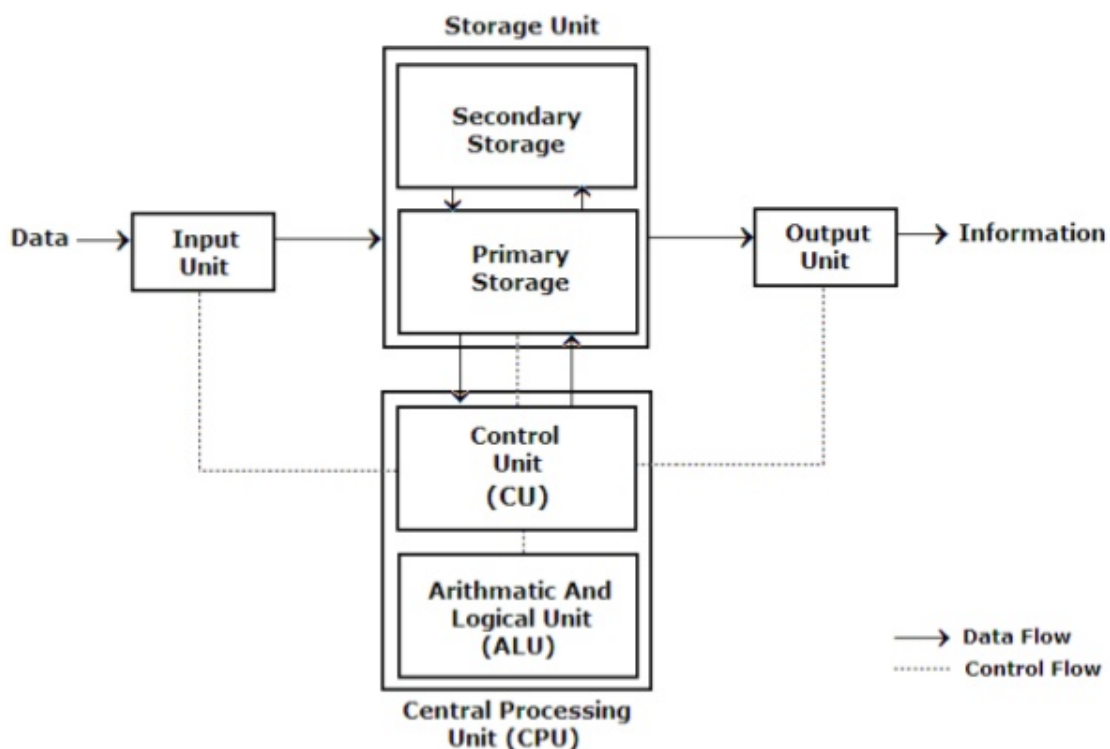 Storage Unit
Secondary
Storage
Data
Input
Unit
Primary
Storage
Output
Unit
Information
Control
Unit
(CU)
Arithmatic And
Logical Unit
(ALU)
Data Flow
Control Flow
Central Processing
Unit (CPU)